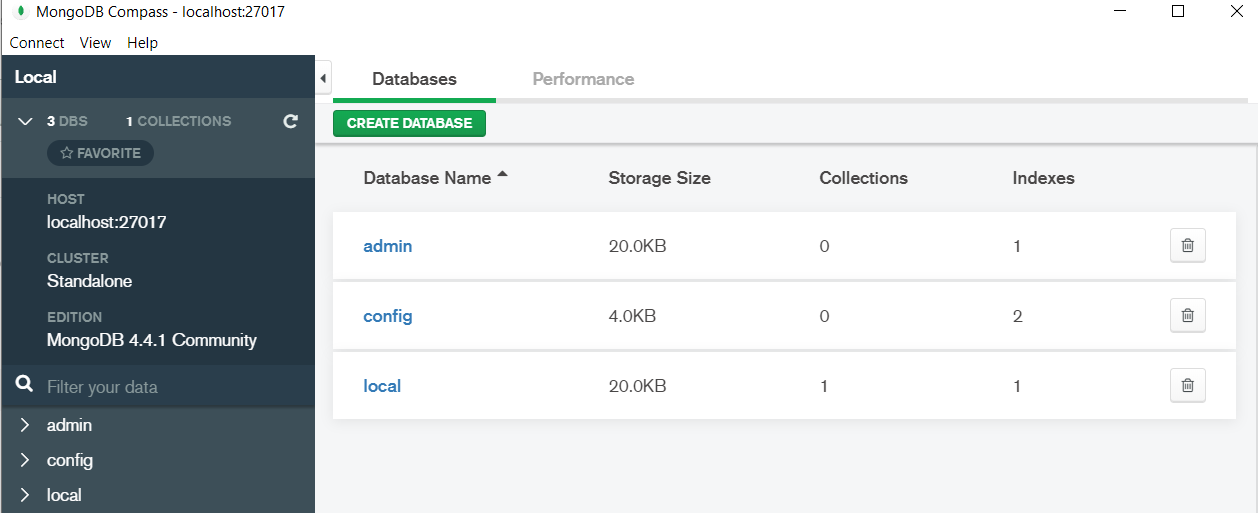 MongoDB Compass - localhost:27017
Connect View Help
Local
3 DBS 1 COLLECTIONS
FAVORITE
HOST
localhost:27017
CLUSTER
Standalone
EDITION
MongoDB 4.4.1 Community
Filter your data
admin
config
local
Databases Performance
CREATE DATABASE
Database Name Storage Size Collections Indexes
admin 20.0KB 0 1
config 4.0KB 0 2
local 20.0KB 1 1